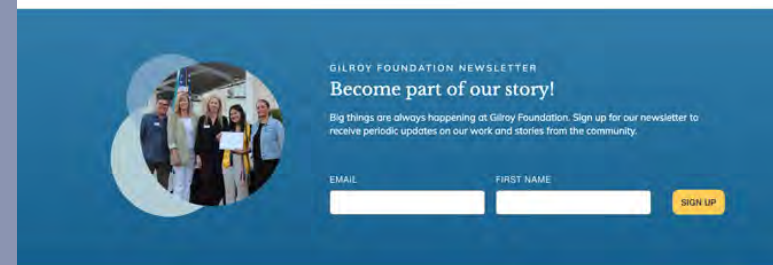 GILROY FOUNDATION NEWSLETTER
Become part of our story!
Big things are always happening at Gilroy Foundation. Sign up for our newsletter to
receive periodic updates on our work and stories from the community.
EMAIL
FIRST NAME
SIGN UP